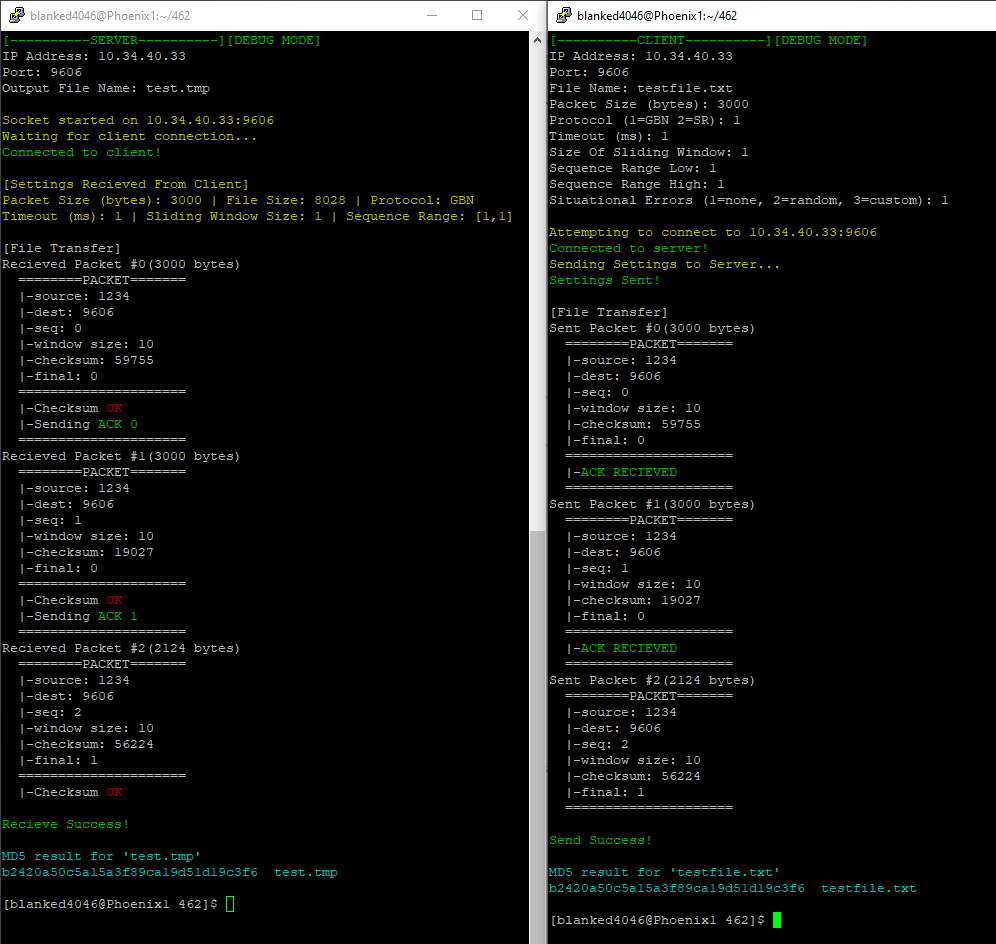 blanked4046@Phoenix1:~/462
[----------SERVER----------][DEBUG MODE]
IP Address: 10.34.40.33
Port: 9606
Output File Name: test.tmp
Socket started on 10.34.40.33:9606
Waiting for client connection...
Connected to client!
[Settings Recieved From Client]
Packet Size (bytes): 3000 | File Size: 8028 | Protocol: GBN
Timeout (ms): 1 | Sliding Window Size: 1 | Sequence Range: [1,1]
[File Transfer]
Recieved Packet #0(3000 bytes)
========PACKET=======
|-source: 1234
|-dest: 9606
|-seq: 0
|-window size: 10
|-checksum: 59755
|-final: 0
=====================
|-Checksum OK
|-Sending ACK 0
=====================
Recieved Packet #1(3000 bytes)
========PACKET=======
|-source: 1234
|-dest: 9606
|-seq: 1
|-window size: 10
|-checksum: 19027
|-final: 0
=====================
|-Checksum OK
|-Sending ACK 1
=====================
Recieved Packet #2(2124 bytes)
========PACKET=======
|-source: 1234
|-dest: 9606
|-seq: 2
|-window size: 10
|-checksum: 56224
|-final: 1
=====================
|-Checksum OK
Recieve Success!
MD5 result for 'test.tmp'
b2420a50c5a15a3f89ca19d51d19c3f6  test.tmp
[blanked4046@Phoenix1 462]$
blanked4046@Phoenix1:~/462
[----------CLIENT----------][DEBUG MODE]
IP Address: 10.34.40.33
Port: 9606
File Name: testfile.txt
Packet Size (bytes): 3000
Protocol (1=GBN 2=SR): 1
Timeout (ms): 1
Size Of Sliding Window: 1
Sequence Range Low: 1
Sequence Range High: 1
Situational Errors (1=none, 2=random, 3=custom): 1
Attempting to connect to 10.34.40.33:9606
Connected to server!
Sending Settings to Server...
Settings Sent!
[File Transfer]
Sent Packet #0(3000 bytes)
========PACKET=======
|-source: 1234
|-dest: 9606
|-seq: 0
|-window size: 10
|-checksum: 59755
|-final: 0
=====================
|-ACK RECIEVED
=====================
Sent Packet #1(3000 bytes)
========PACKET=======
|-source: 1234
|-dest: 9606
|-seq: 1
|-window size: 10
|-checksum: 19027
|-final: 0
=====================
|-ACK RECIEVED
=====================
Sent Packet #2(2124 bytes)
========PACKET=======
|-source: 1234
|-dest: 9606
|-seq: 2
|-window size: 10
|-checksum: 56224
|-final: 1
=====================
Send Success!
MD5 result for 'testfile.txt'
b2420a50c5a15a3f89ca19d51d19c3f6  testfile.txt
[blanked4046@Phoenix1 462]$